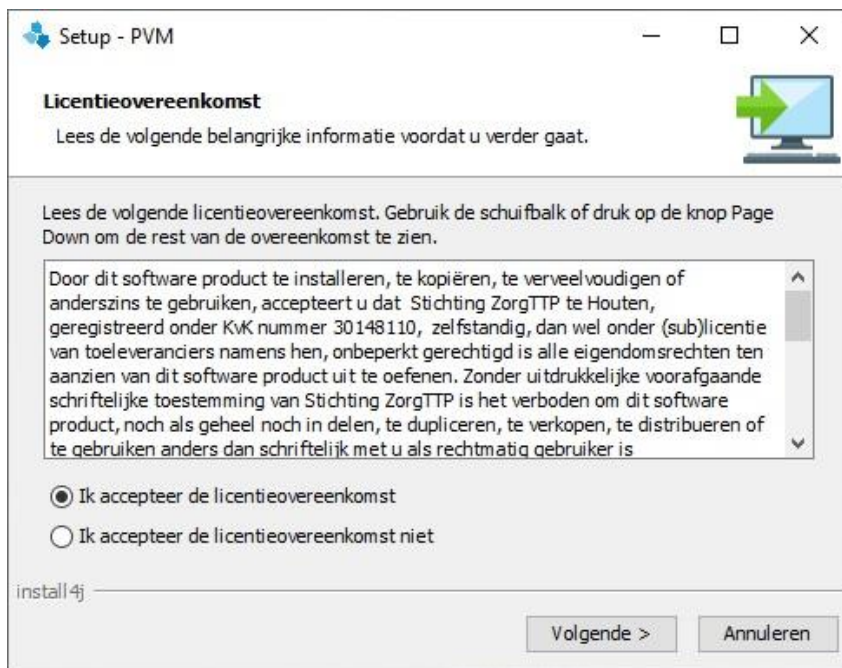 Setup - PVM
Licentieovereenkomst
Lees de volgende belangrijke informatie voordat u verder gaat.
Lees de volgende licentieovereenkomst. Gebruik de schuifbalk of druk op de knop Page
Down om de rest van de overeenkomst te zien.
Door dit software product te installeren, te kopiëren, te verveelvoudigen of
anderszins te gebruiken, accepteert u dat  Stichting ZorgTTP te Houten,
geregistreerd onder KvK nummer 30148110,  zelfstandig, dan wel onder (sub)licentie
van toeleveranciers namens hen, onbeperkt gerechtigd is alle eigendomsrechten ten
aanzien van dit software product uit te oefenen. Zonder uitdrukkelijke voorafgaande
schriftelijke toestemming van Stichting ZorgTTP is het verboden om dit software
product, noch als geheel noch in delen, te dupliceren, te verkopen, te distribueren of
te gebruiken anders dan schriftelijk met u als rechtmatig gebruiker is
Ik accepteer de licentieovereenkomst
Ik accepteer de licentieovereenkomst niet
install4j
Volgende >
Annuleren